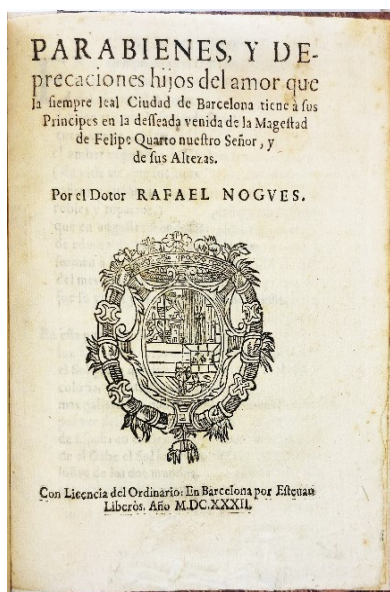 PARABIENES, Y DE-
precaciones hijos del amor que
la siempre leal Ciudad de Barcelona tiene à sus
Principes en la desseada venida de la Magestad
de Felipe Quarto nuestro Señor, y
de sus Altezas.
Por el Dotor RAFAEL NOGVES.
Con Licencia del Ordinario: En Barcelona por Esteuan
Liberòs. Año M.DC.XXXII.